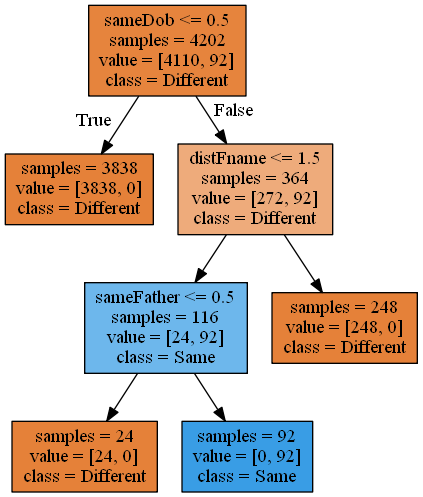 sameDob <= 0.5
samples = 4202
value = [4110, 92]
class = Different
True
False
samples = 3838
value = [3838, 0]
class = Different
distFname <= 1.5
samples = 364
value = [272, 92]
class = Different
sameFather <= 0.5
samples = 116
value = [24, 92]
class = Same
samples = 248
value = [248, 0]
class = Different
samples = 24
value = [24, 0]
class = Different
samples = 92
value = [0, 92]
class = Same